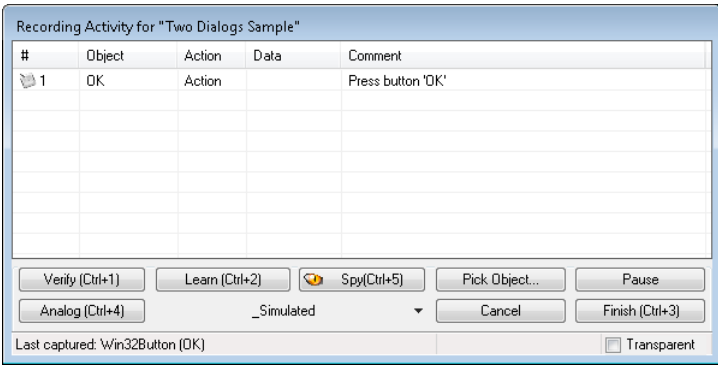 Recording Activity for "Two Dialogs Sample"
# Object Action Data Comment
1 OK Action Press button 'OK'
Verify (Ctrl+1) Learn (Ctrl+2) Spy(Ctrl+5) Pick Object... Pause
Analog (Ctrl+4) _Simulated Cancel Finish (Ctrl+3)
Last captured: Win32Button (OK) Transparent